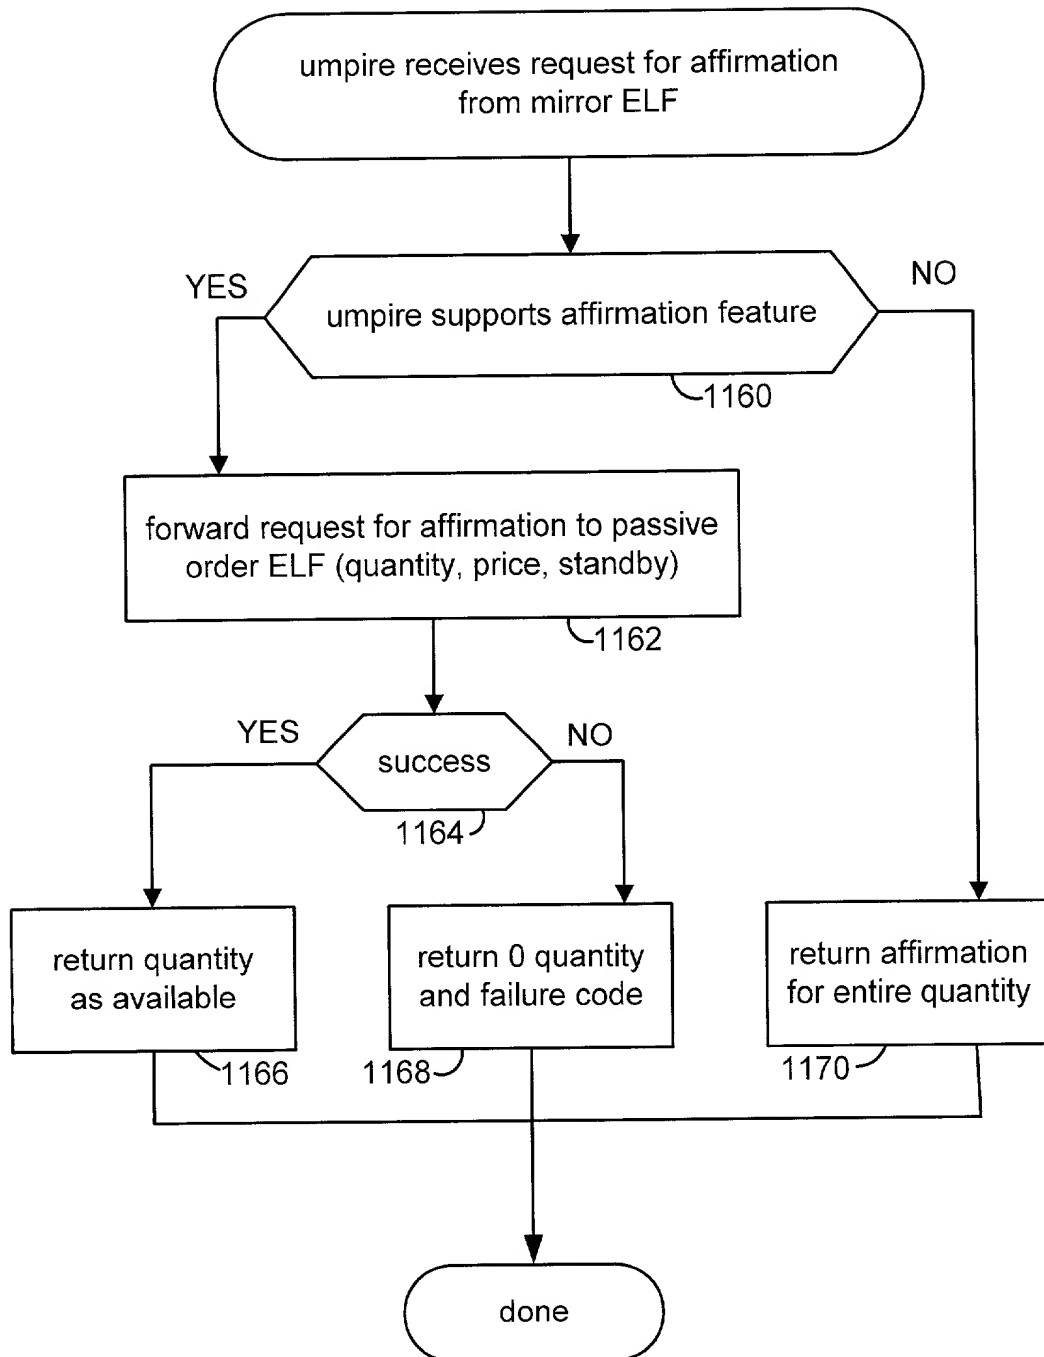 umpire receives request for affirmation
from mirror ELF
YES
NO
umpire supports affirmation feature
1160
forward request for affirmation to passive
order ELF (quantity, price, standby)
1162
YES
NO
success
1164
return quantity
as available
1166
return 0 quantity
and failure code
1168
return affirmation
for entire quantity
1170
done